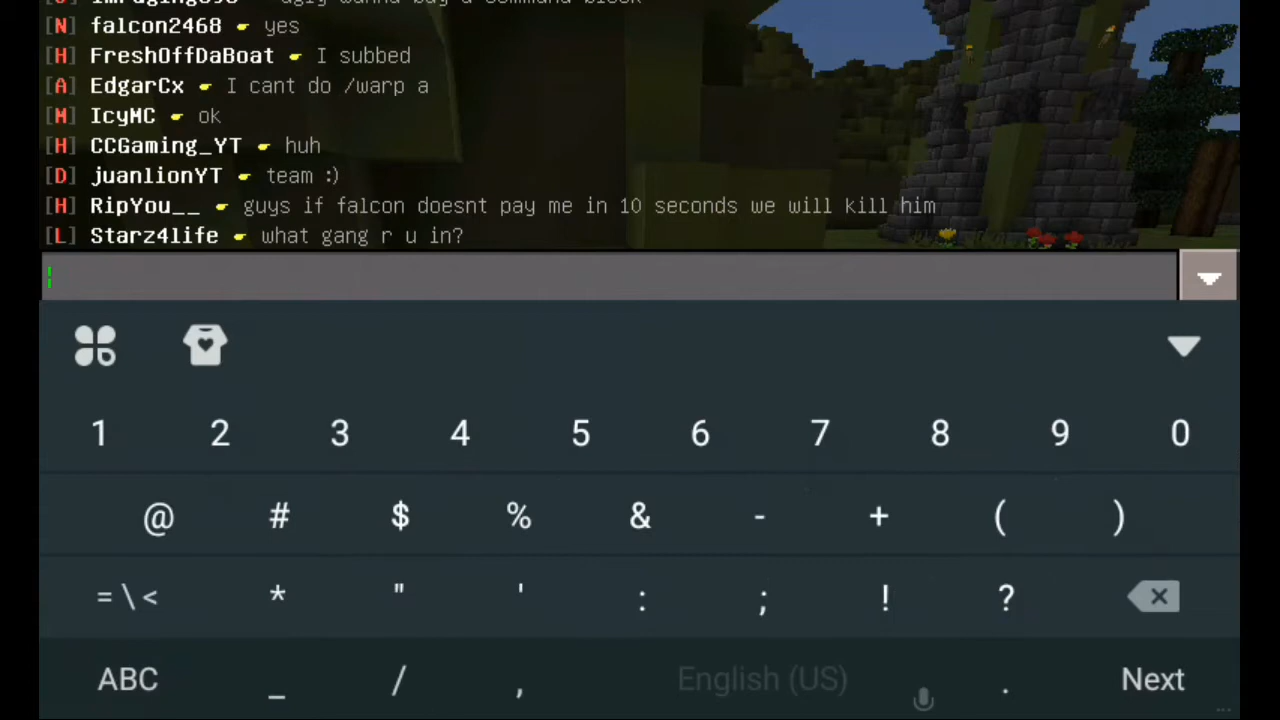 [N] falcon2468 yes
[H] FreshOffDaBoat I subbed
[A] EdgarCx I cant do /warp a
[M] IcyMC ok
[H] CCGaming_YT huh
[D] juanlionYT team :)
[H] RipYou__ guys if falcon doesnt pay me in 10 seconds we will kill him
[L] Starz4life what gang r u in?
1 2 3 4 5 6 7 8 9 0
@ # $ % & - + ( )
=\< * " ' : ; ! ?
ABC _ / , English (US) . Next